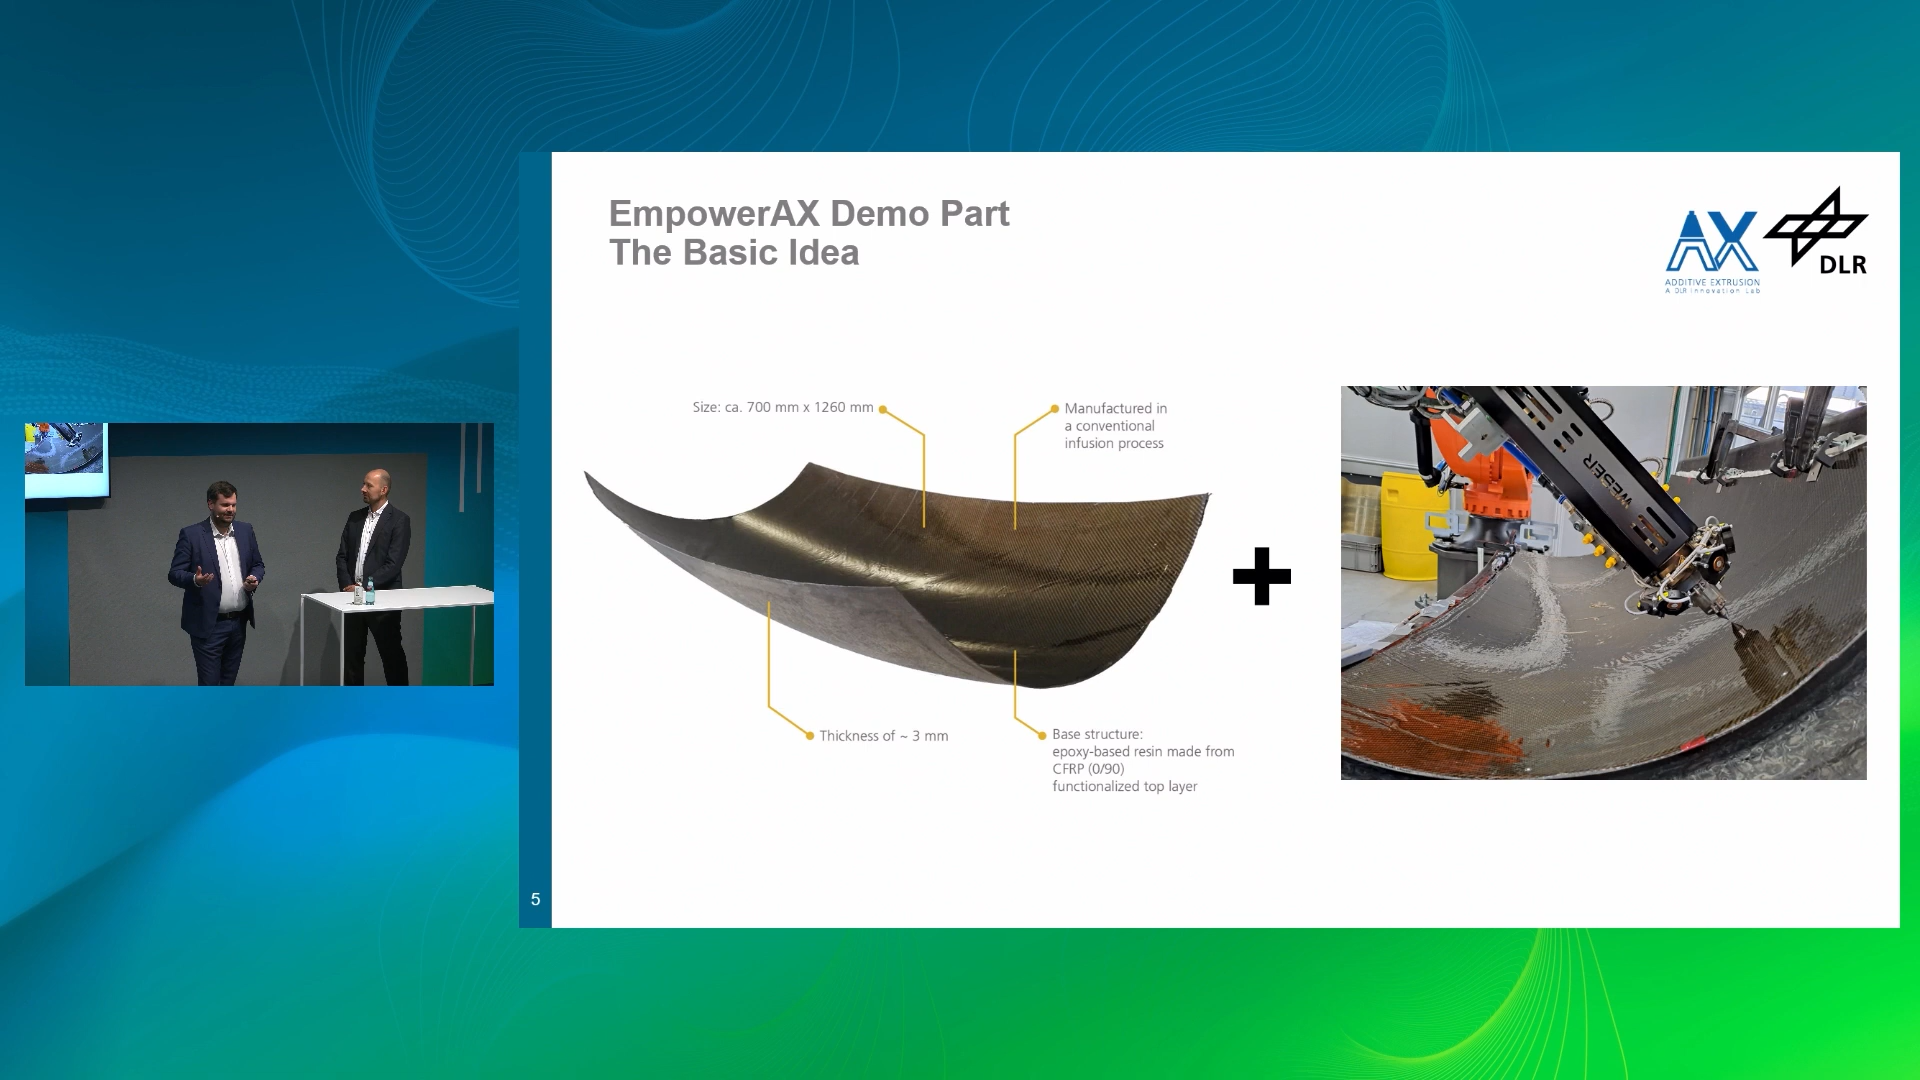 EmpowerAX Demo Part
The Basic Idea
AX
ADDITIVE EXTRUSION
A DLR Innovation Lab
DLR
Size: ca. 700 mm x 1260 mm
Manufactured in
a conventional
infusion process
WEBER
Thickness of ~ 3 mm
Base structure:
epoxy-based resin made from
CFRP (0/90)
functionalized top layer
5